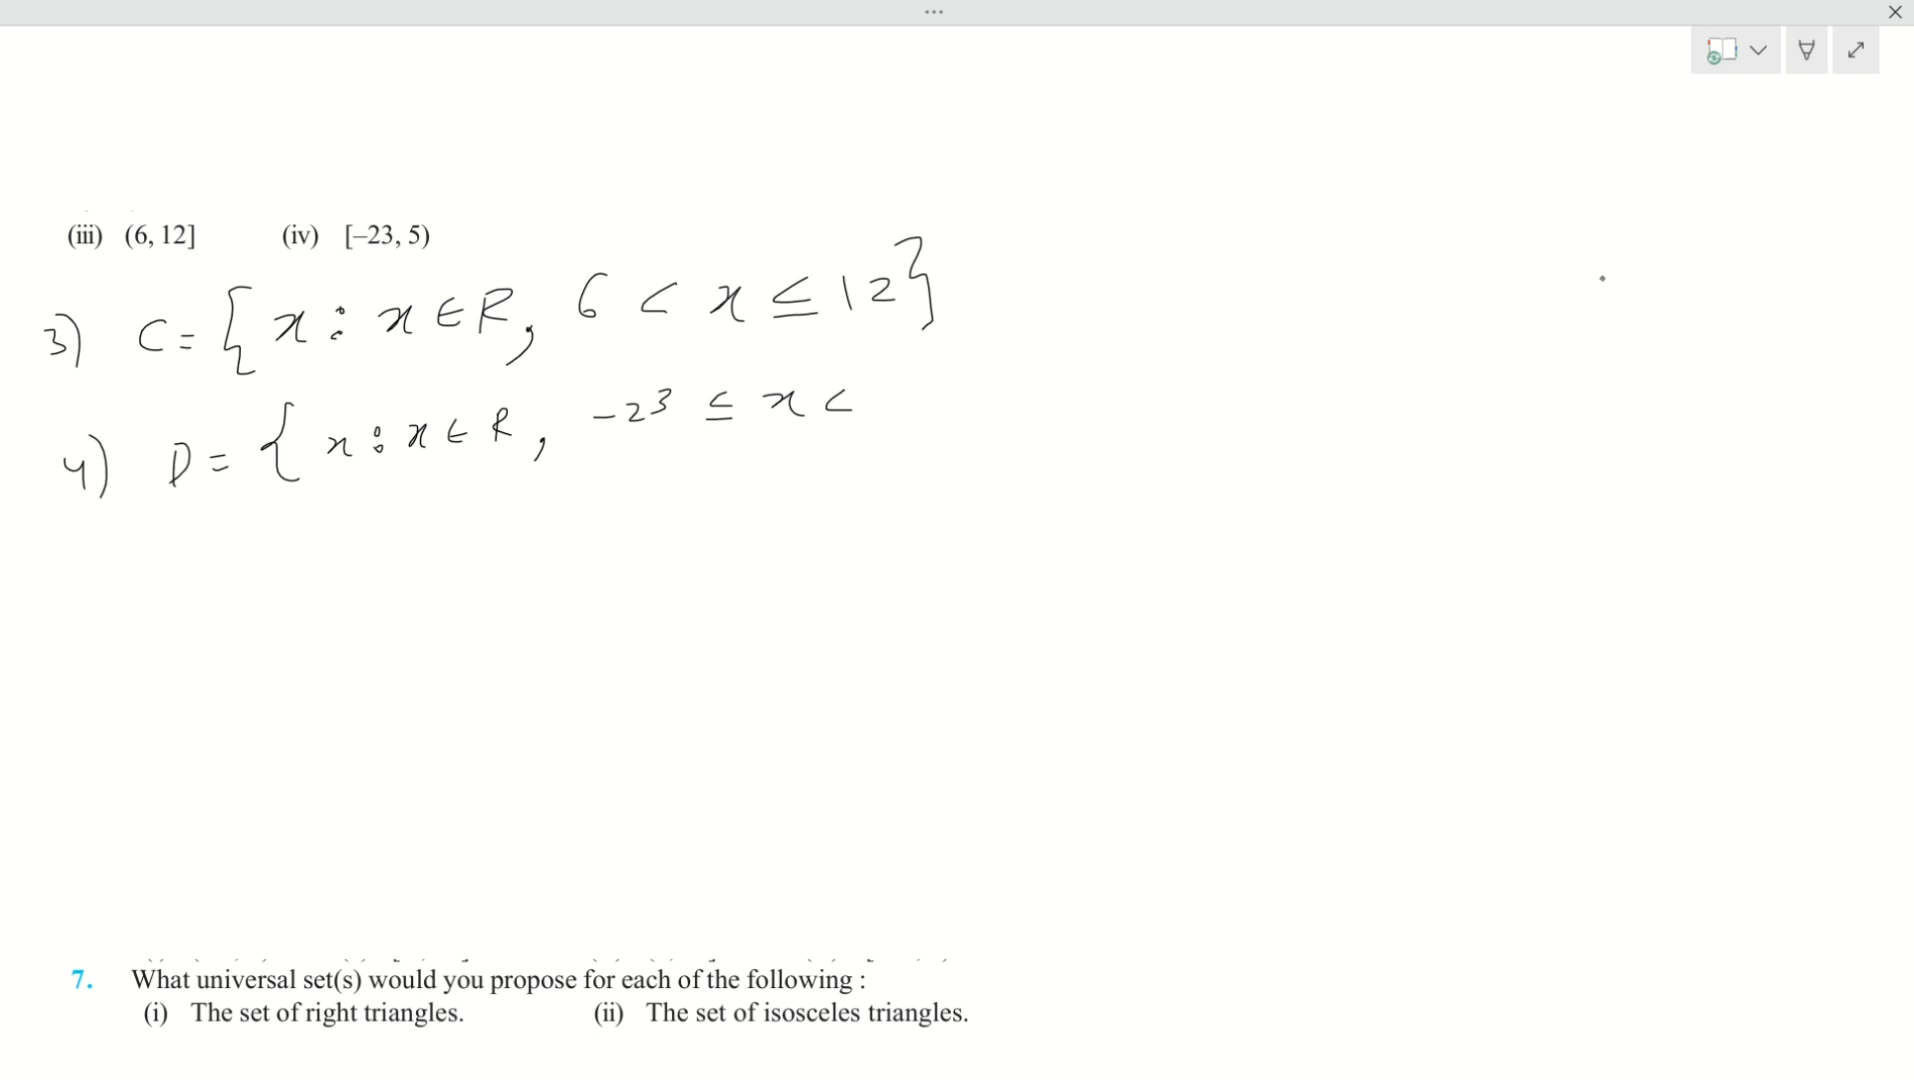 (iii) (6, 12] (iv) [–23, 5)
3) C = { x : x ∈ R, 6 < x ≤ 12 }
4) D = { x : x ∈ R, -23 ≤ x <
7. What universal set(s) would you propose for each of the following :
(i) The set of right triangles. (ii) The set of isosceles triangles.